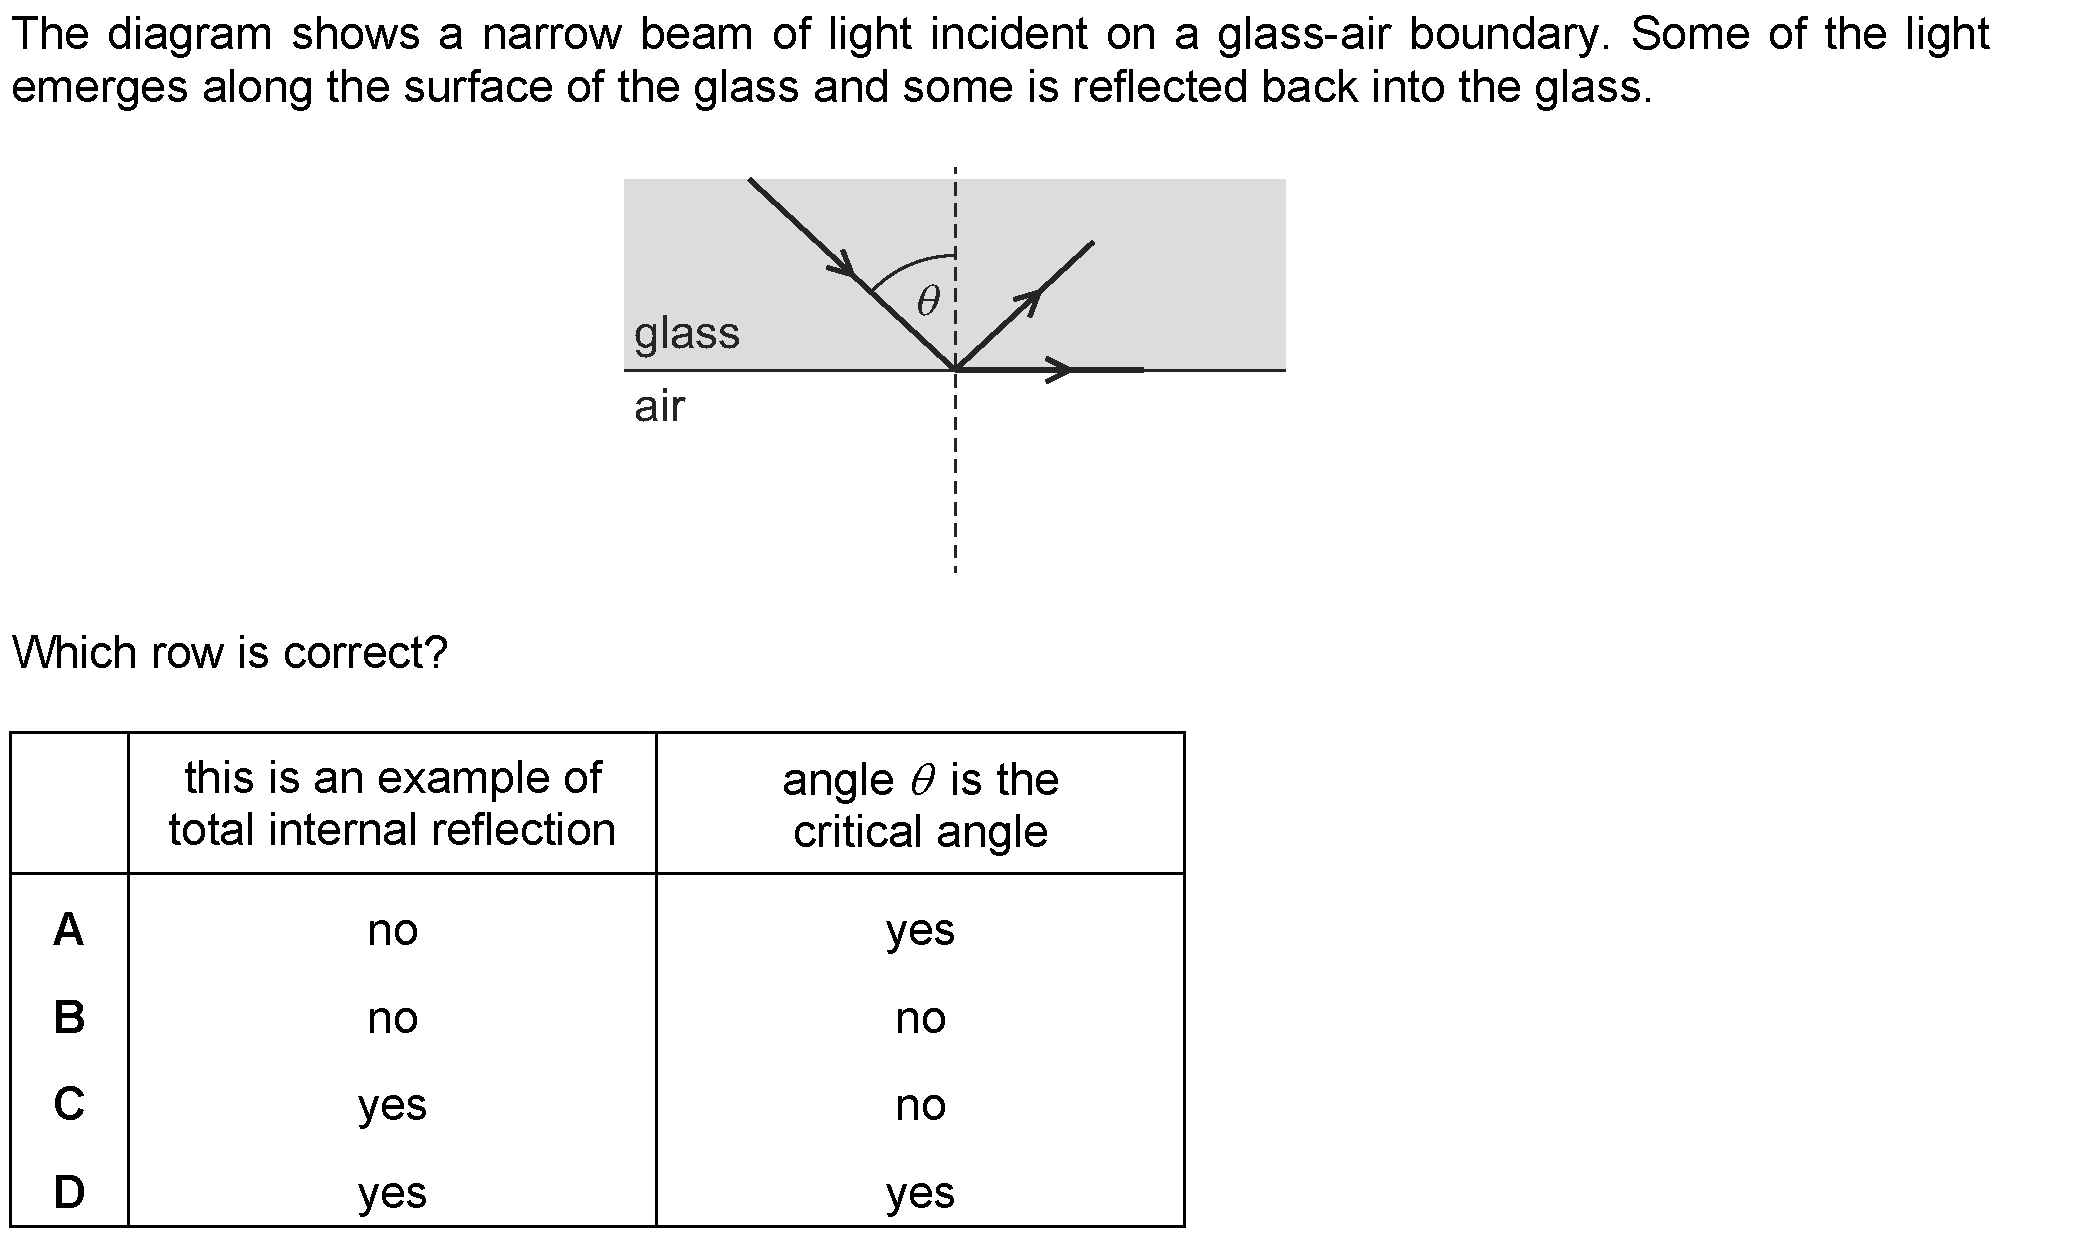 The diagram shows a narrow beam of light incident on a glass-air boundary. Some of the light
emerges along the surface of the glass and some is reflected back into the glass.
θ
glass
air
Which row is correct?
this is an example of
total internal reflection
angle θ is the
critical angle
A no yes
B no no
C yes no
D yes yes